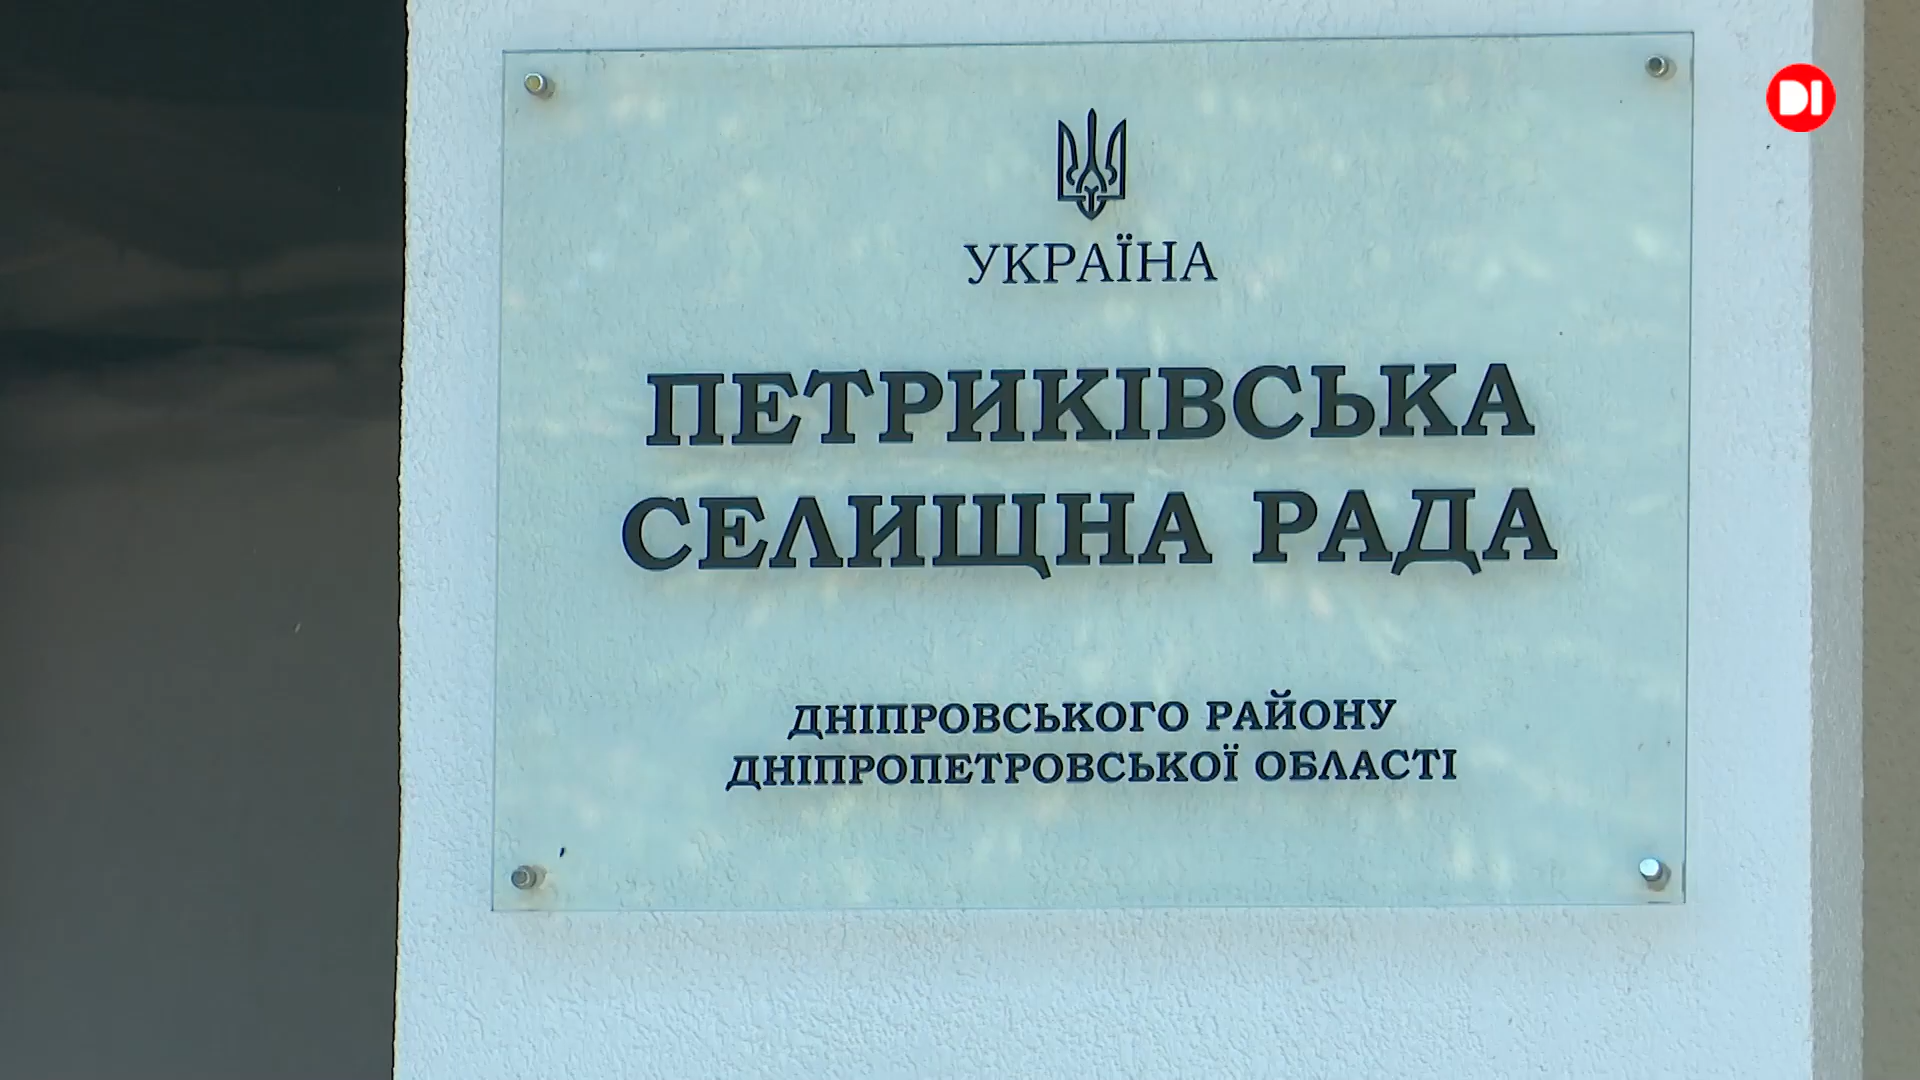 DI
УКРАЇНА
ПЕТРИКІВСЬКА
СЕЛИЩНА РАДА
ДНІПРОВСЬКОГО РАЙОНУ
ДНІПРОПЕТРОВСЬКОЇ ОБЛАСТІ